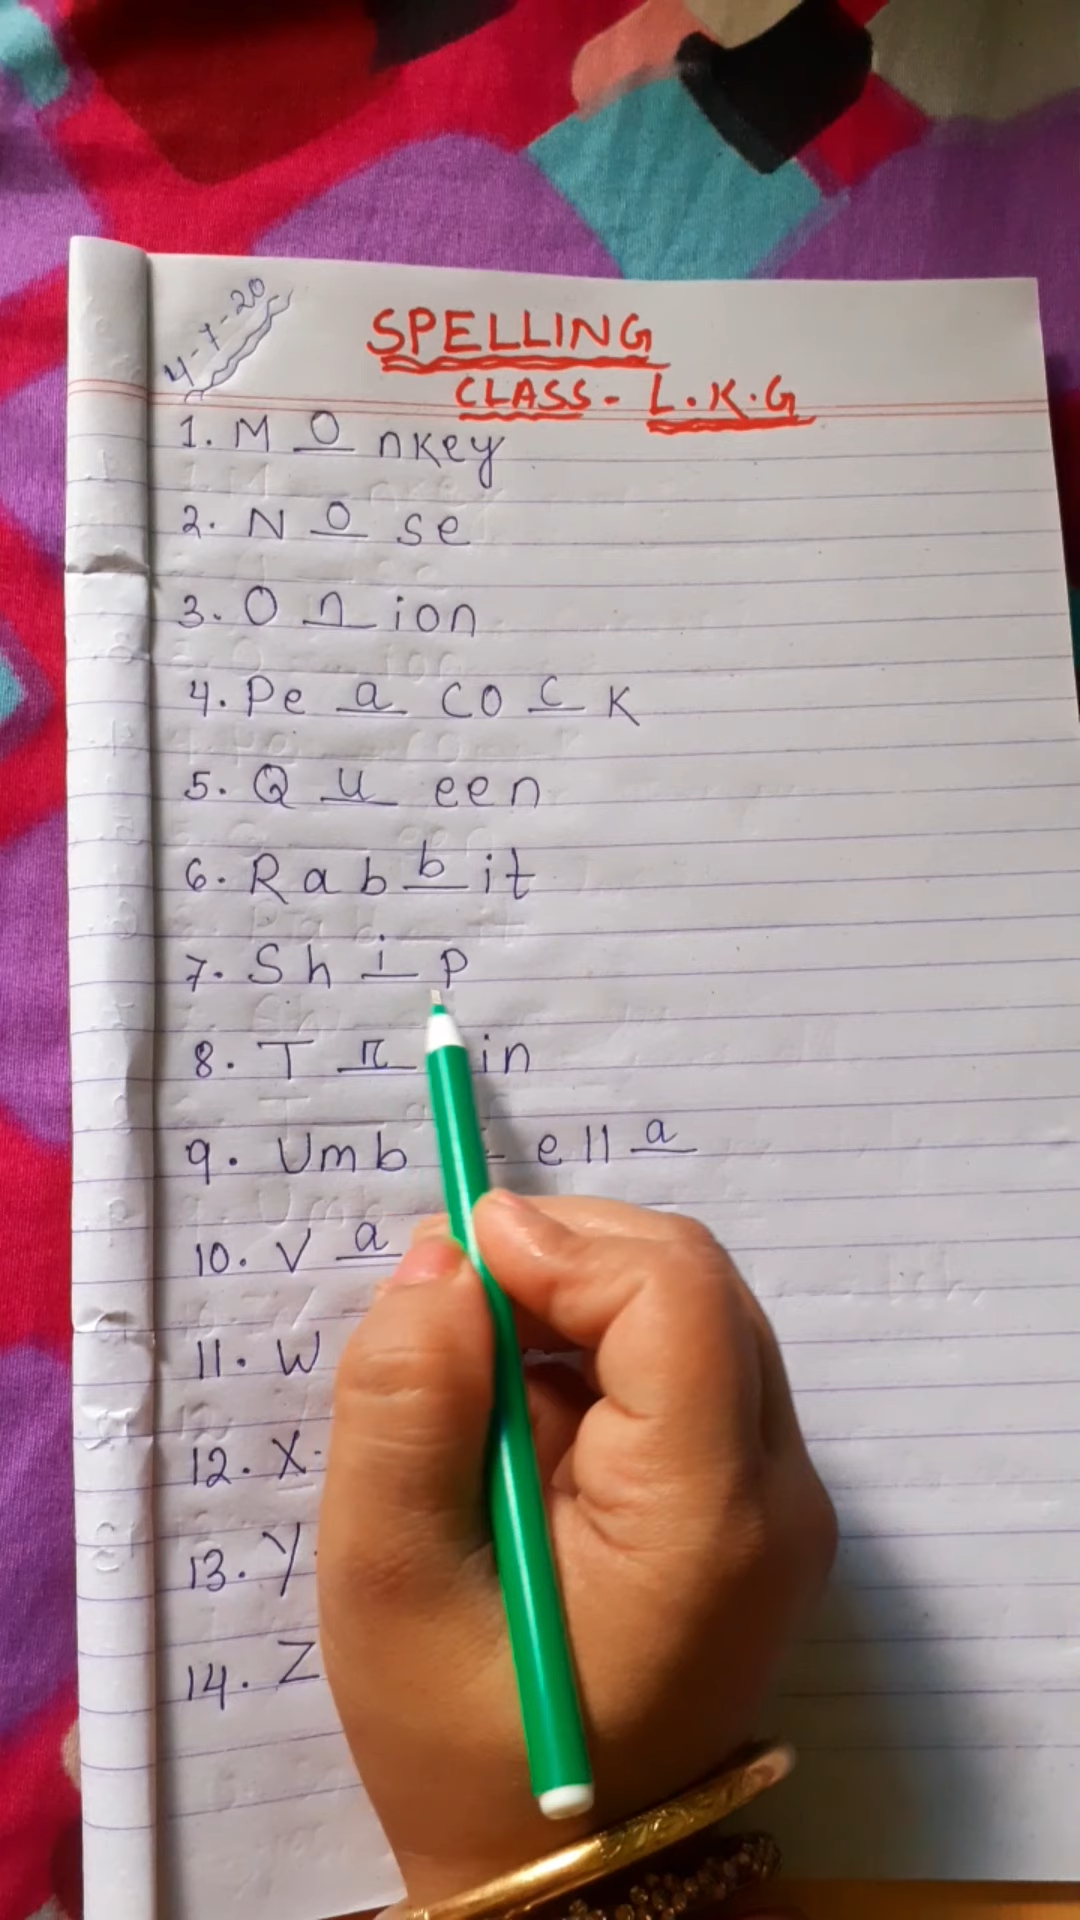 4-7-20
SPELLING
CLASS- L.K.G
1. M o nkey
2. N o se
3. O n ion
4. Pe a co c k
5. Q u een
6. Rab b it
7. Sh i p
8. T r in
9. Umb ell a
10. V a
11. W
12. X-
13. Y
14. Z